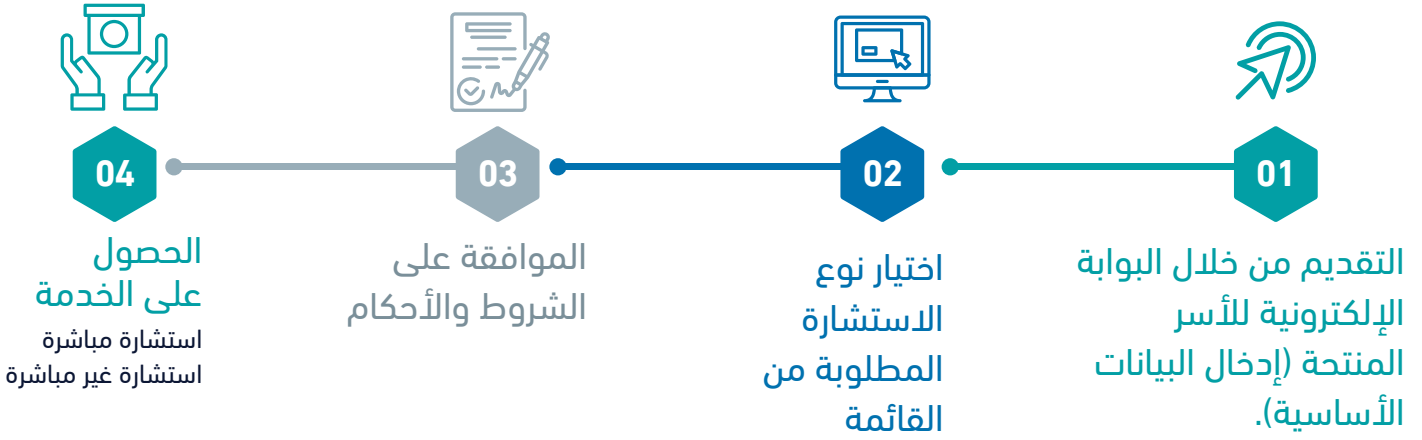 01
التقديم من خلال البوابة
الإلكترونية للأسر
المنتحة (إدخال البيانات
الأساسية).
02
اختيار نوع
الاستشارة
المطلوبة من
القائمة
03
الموافقة على
الشروط والأحكام
04
الحصول
على الخدمة
استشارة مباشرة
استشارة غير مباشرة